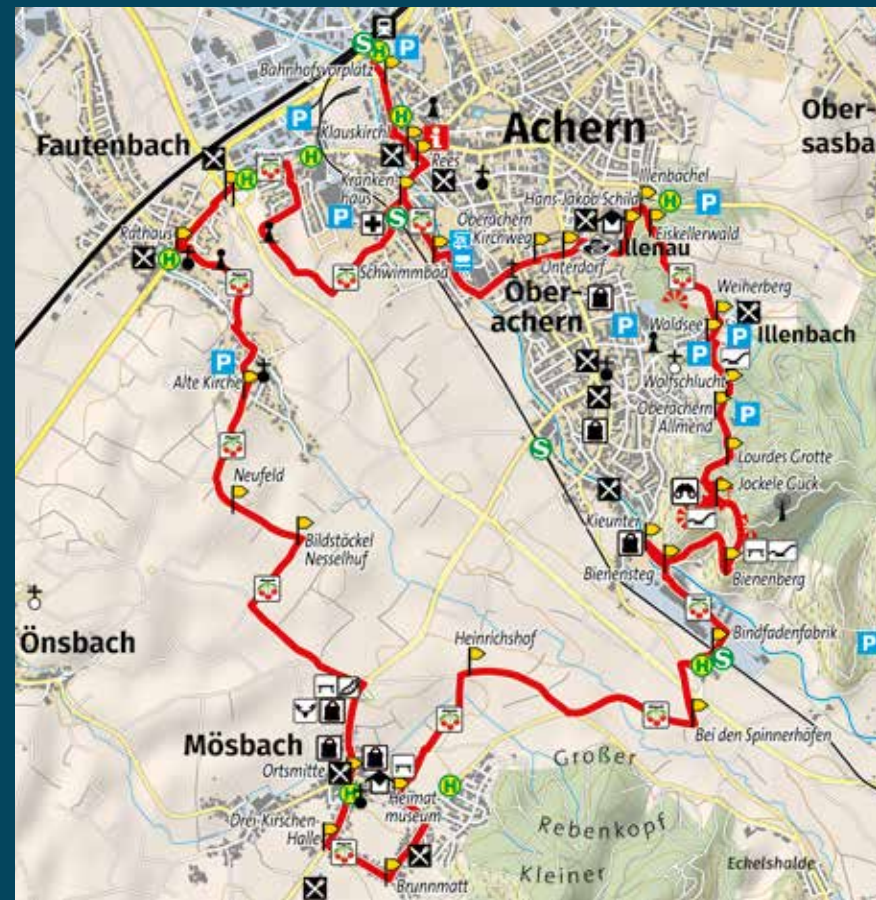 Bahnhofsvorplatz
Klauskirchl
Rees
Achern
Ober-
sasba
Fautenbach
Kranken-
haus
Rathaus
Schwimmbad
Oberachern
Kirchweg
Hans-Jakob Schila
Illenbachel
Eiskellerwald
Illenau
Unterdorf
Ober-
achern
Weiherberg
Waldsee
Illenbach
Wolfschlucht
Oberachern
Allmend
Lourdes Grotte
Jockele Guck
Alte Kirche
Neufeld
Bildstöckel
Nesselhuf
Kieunter
Bienensteg
Bienenberg
Bindfadenfabrik
Önsbach
Heinrichshof
Bei den Spinnerhöfen
Mösbach
Ortsmitte
Drei-Kirschen-
Halle
Heimat-
museum
Brunnmatt
Großer
Rebenkopf
Kleiner
Eckelshalde
P
P
P
P
P
P
P
P
P
P
P
S
S
S
S
H
H
H
H
H
H
H
H
H